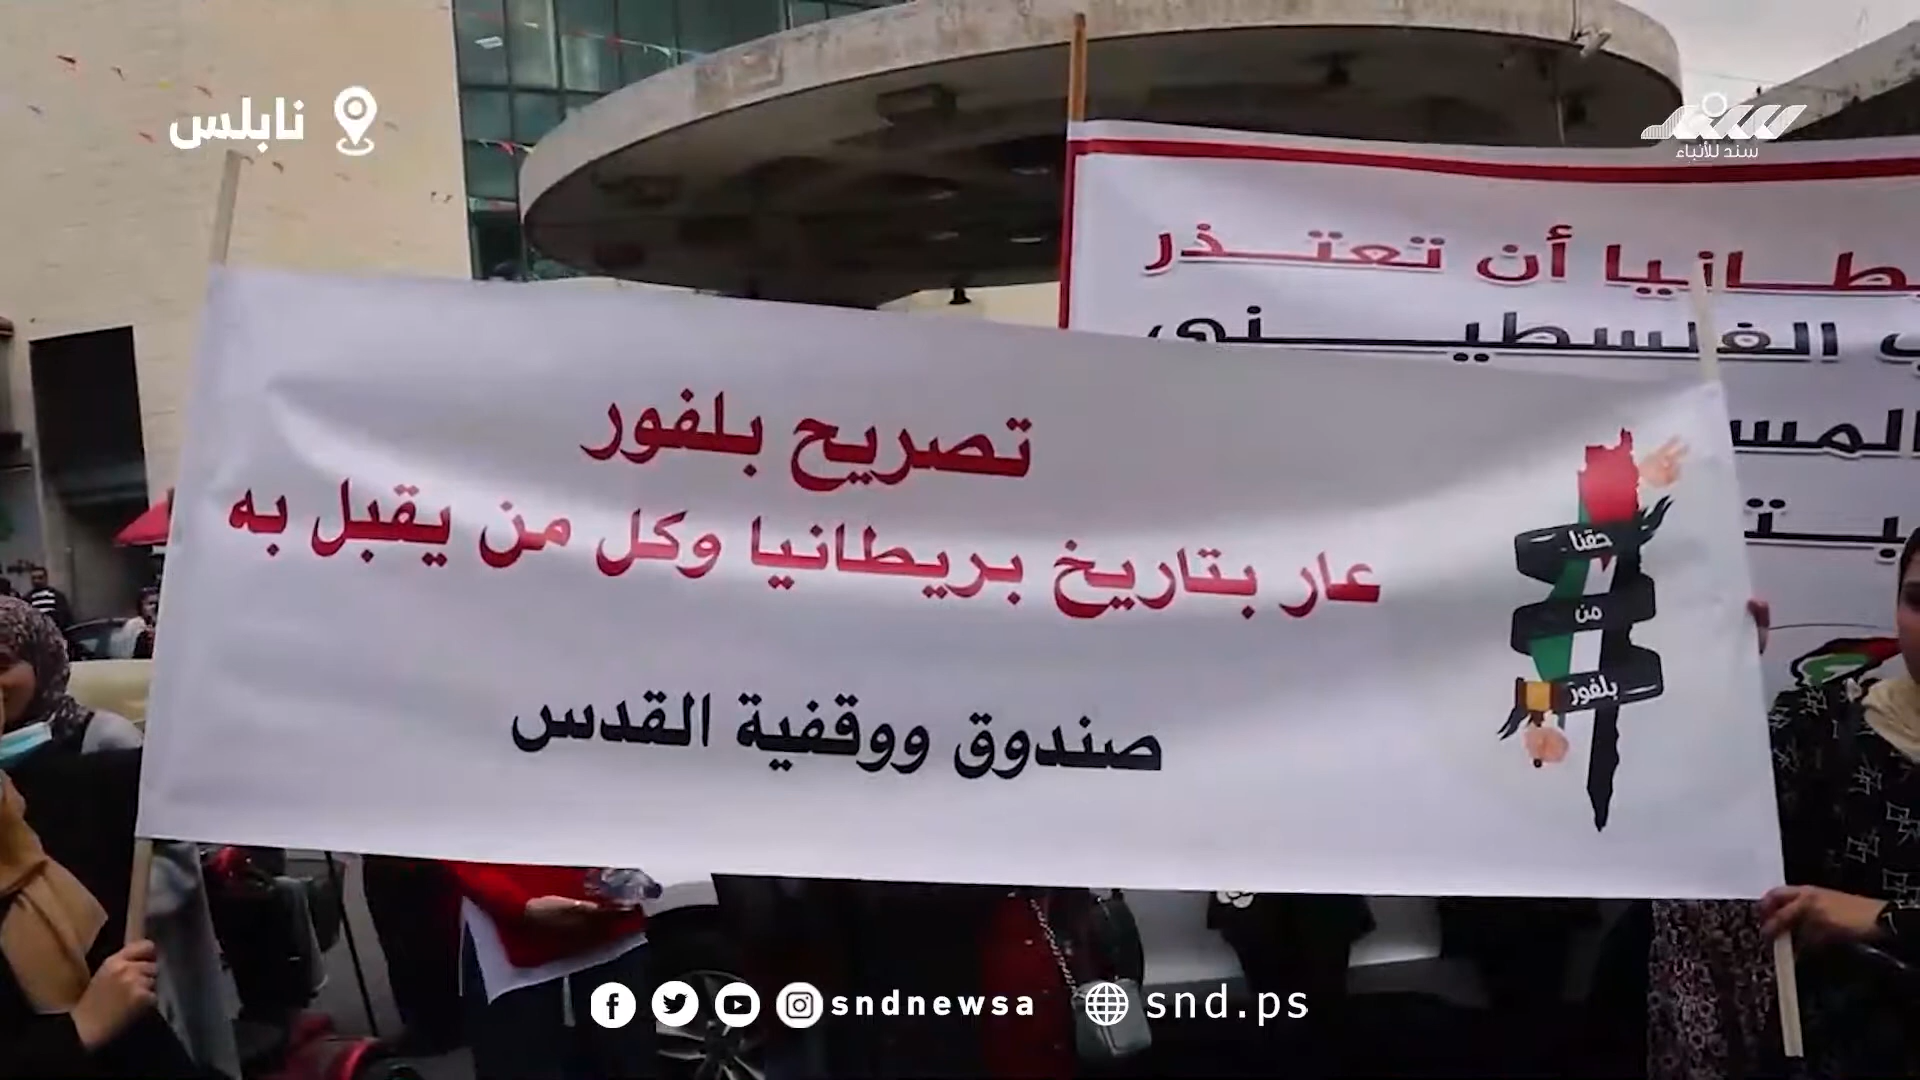 نابلس
سند
سند للأنباء
أن تعتذر
الفلسطيني
تصريح بلفور
عار بتاريخ بريطانيا وكل من يقبل به
صندوق ووقفية القدس
حقنا
من
بلفور
sndnewsa
snd.ps